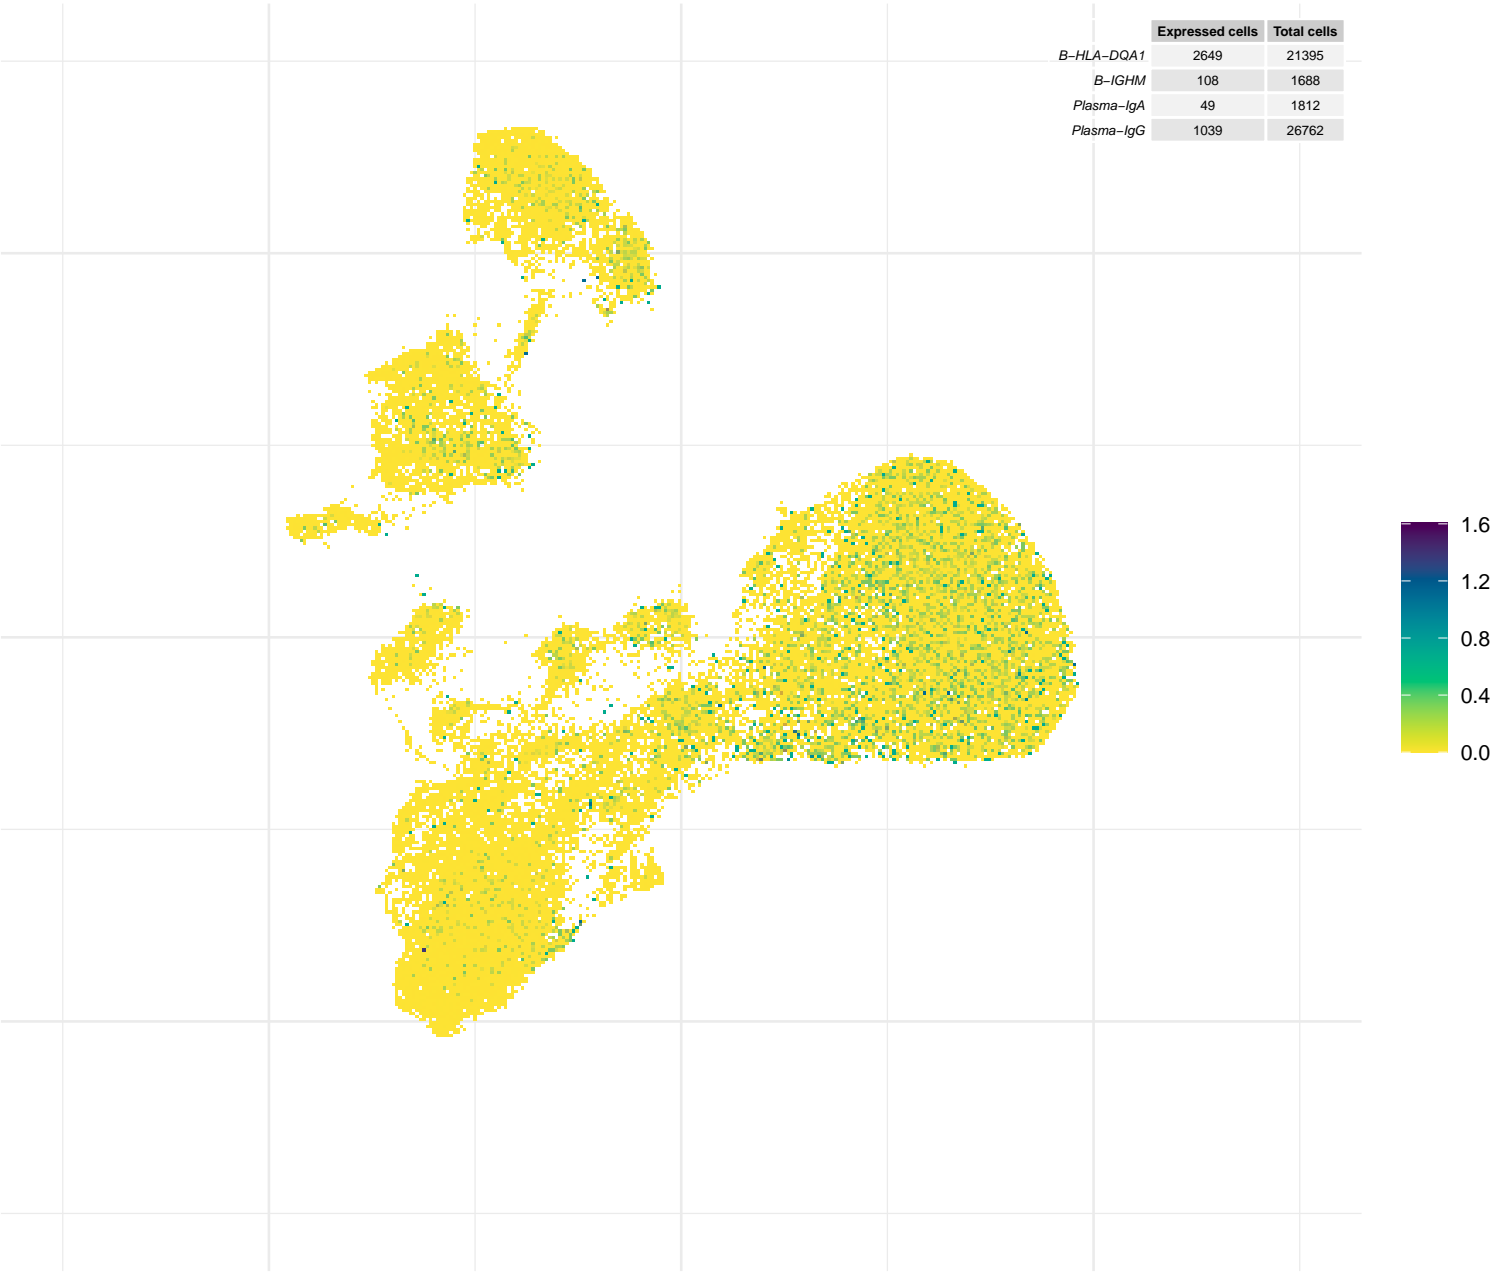 Expressed cells Total cells
B−HLA−DQA1 2649 21395
B−IGHM 108 1688
Plasma−IgA 49 1812
Plasma−IgG 1039 26762
1.6
1.2
0.8
0.4
0.0